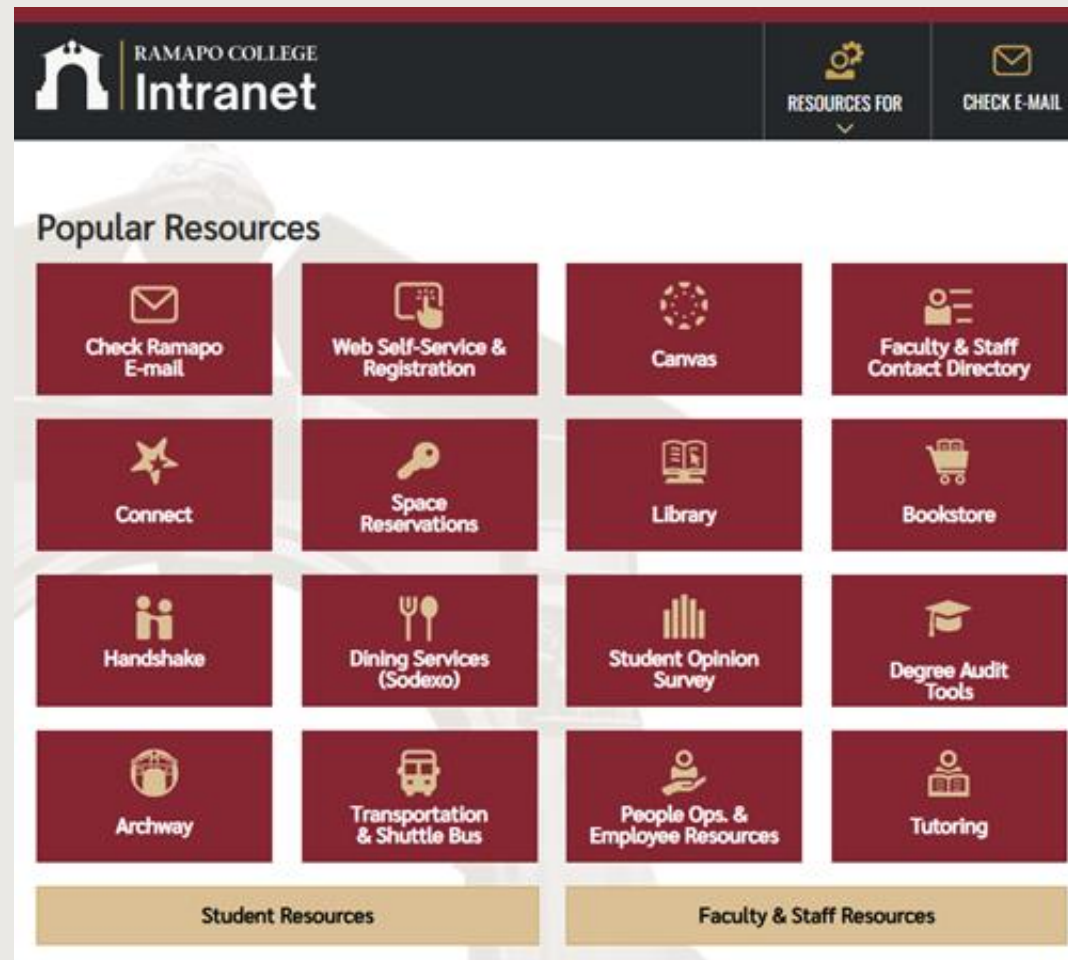 RAMAPO COLLEGE
Intranet
RESOURCES FOR
CHECK E-MAIL
Popular Resources
Check Ramapo
E-mail
Web Self-Service &
Registration
Canvas
Faculty & Staff
Contact Directory
Connect
Space
Reservations
Library
Bookstore
Handshake
Dining Services
(Sodexo)
Student Opinion
Survey
Degree Audit
Tools
Archway
Transportation
& Shuttle Bus
People Ops. &
Employee Resources
Tutoring
Student Resources
Faculty & Staff Resources